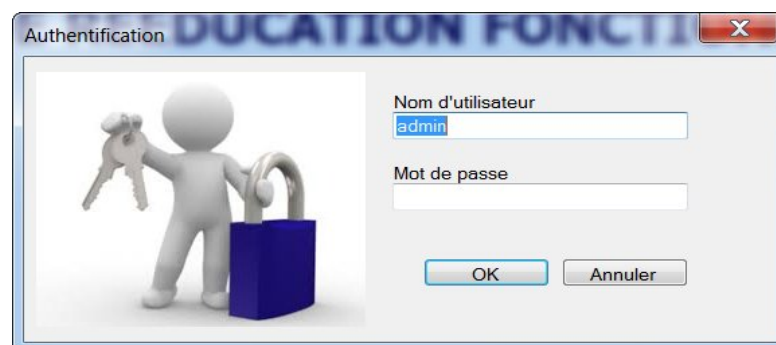 DUCATION FONCTI
Authentification
Nom d'utilisateur
admin
Mot de passe
OK
Annuler